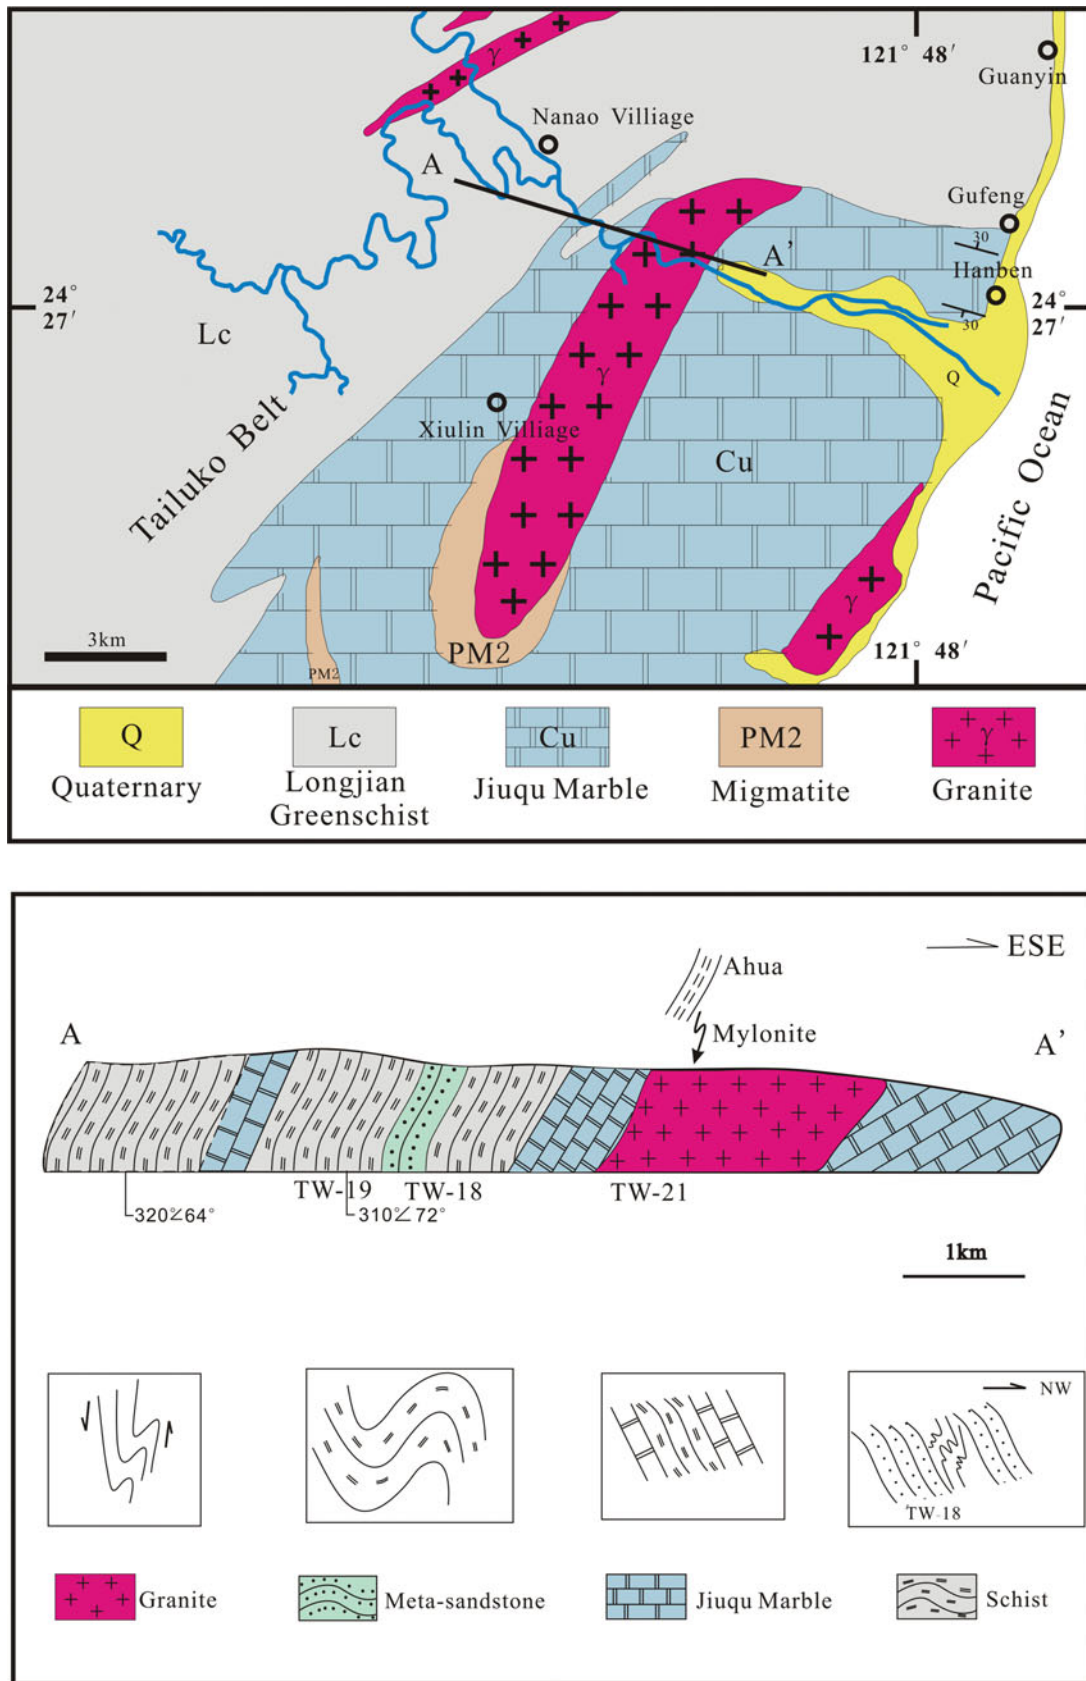 121° 48′
Guanyin
γ
Nanao Villiage
A
Gufeng
30
A’
Hanben
24°
27′
24°
27′
30
Lc
γ
Q
Xiulin Villiage
Cu
Tailuko Belt
Pacific Ocean
γ
3km
PM2
PM2
121° 48′
Q
Lc
Cu
PM2
γ
Quaternary
Longjian
Greenschist
Jiuqu Marble
Migmatite
Granite
ESE
Ahua
Mylonite
A
A’
TW-19
TW-18
TW-21
320°∠64°
310°∠72°
1km
NW
TW-18
Granite
Meta-sandstone
Jiuqu Marble
Schist